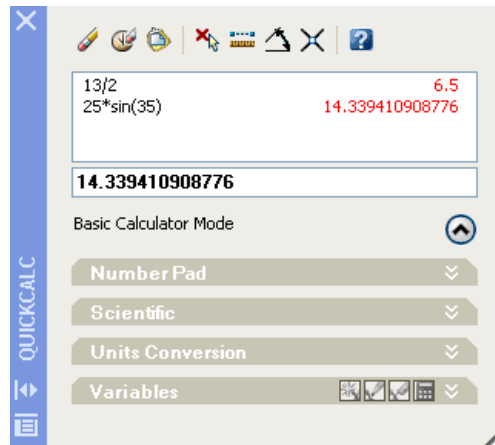 13/2 6.5
25*sin(35) 14.339410908776
14.339410908776
Basic Calculator Mode
Number Pad
Scientific
Units Conversion
Variables
QUICKCALC